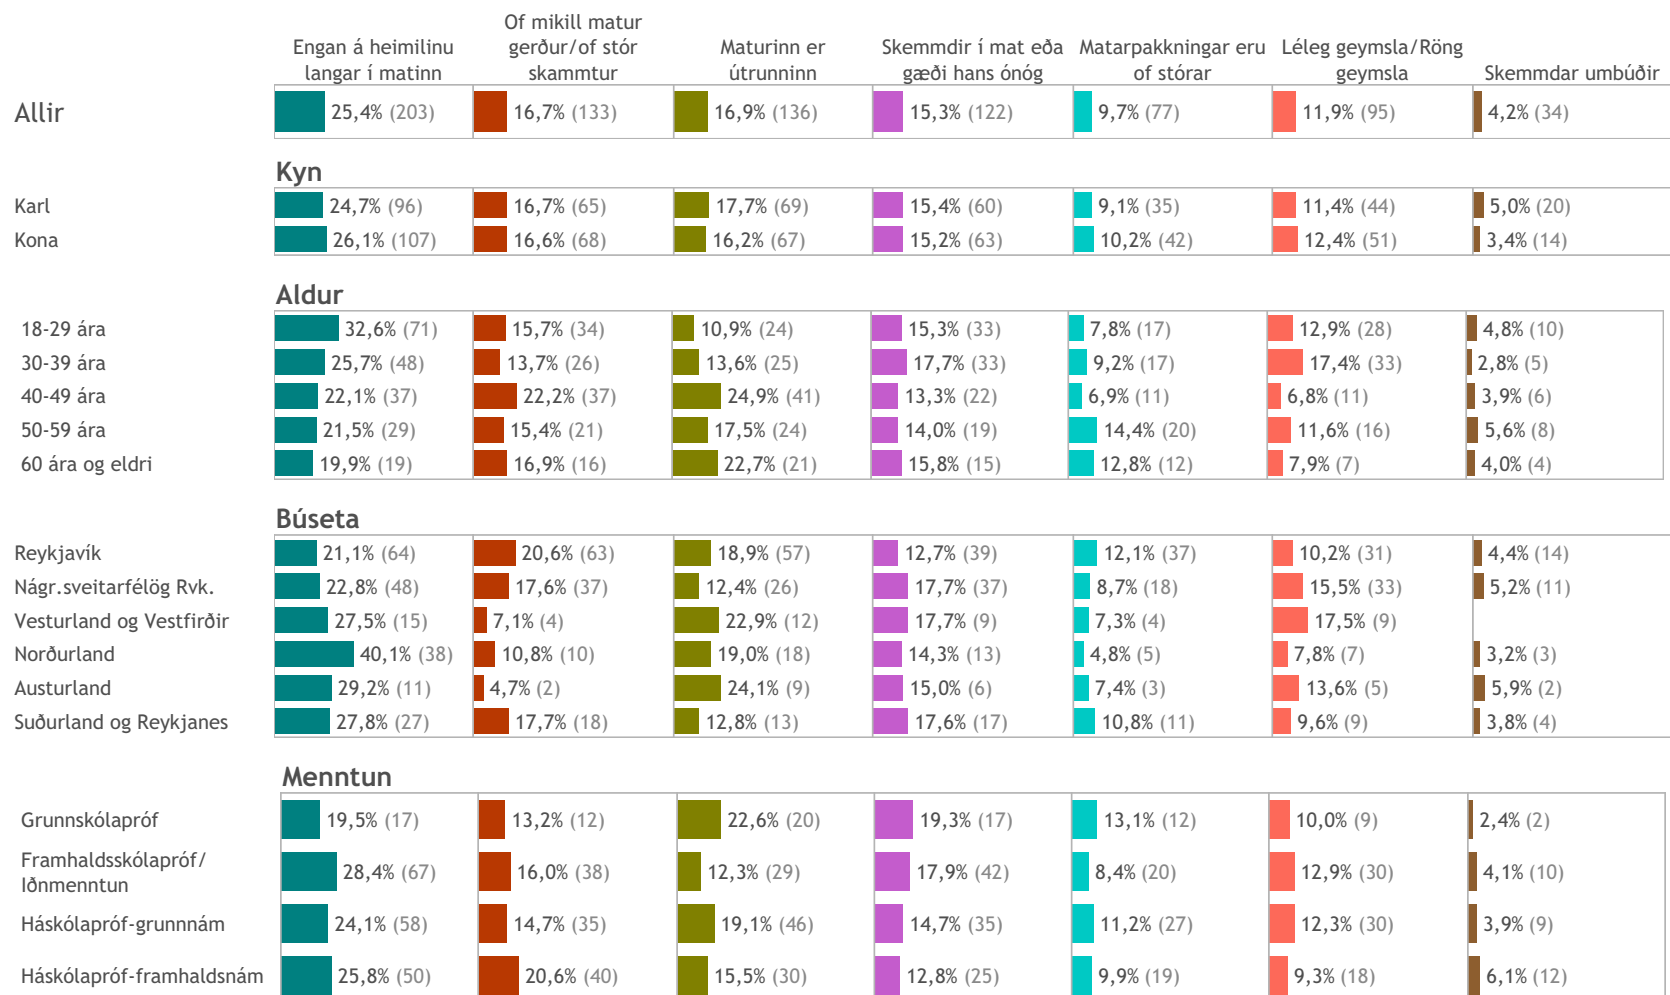 Engan á heimilinu
langar í matinn
Of mikill matur
gerður/of stór
skammtur
Maturinn er
útrunninn
Skemmdir í mat eða
gæði hans ónóg
Matarpakkningar eru
of stórar
Léleg geymsla/Röng
geymsla
Skemmdar umbúðir
Allir 25,4% (203) 16,7% (133) 16,9% (136) 15,3% (122) 9,7% (77) 11,9% (95) 4,2% (34)
Kyn
Karl 24,7% (96) 16,7% (65) 17,7% (69) 15,4% (60) 9,1% (35) 11,4% (44) 5,0% (20)
Kona 26,1% (107) 16,6% (68) 16,2% (67) 15,2% (63) 10,2% (42) 12,4% (51) 3,4% (14)
Aldur
18-29 ára 32,6% (71) 15,7% (34) 10,9% (24) 15,3% (33) 7,8% (17) 12,9% (28) 4,8% (10)
30-39 ára 25,7% (48) 13,7% (26) 13,6% (25) 17,7% (33) 9,2% (17) 17,4% (33) 2,8% (5)
40-49 ára 22,1% (37) 22,2% (37) 24,9% (41) 13,3% (22) 6,9% (11) 6,8% (11) 3,9% (6)
50-59 ára 21,5% (29) 15,4% (21) 17,5% (24) 14,0% (19) 14,4% (20) 11,6% (16) 5,6% (8)
60 ára og eldri 19,9% (19) 16,9% (16) 22,7% (21) 15,8% (15) 12,8% (12) 7,9% (7) 4,0% (4)
Búseta
Reykjavík 21,1% (64) 20,6% (63) 18,9% (57) 12,7% (39) 12,1% (37) 10,2% (31) 4,4% (14)
Nágr.sveitarfélög Rvk. 22,8% (48) 17,6% (37) 12,4% (26) 17,7% (37) 8,7% (18) 15,5% (33) 5,2% (11)
Vesturland og Vestfirðir 27,5% (15) 7,1% (4) 22,9% (12) 17,7% (9) 7,3% (4) 17,5% (9)
Norðurland 40,1% (38) 10,8% (10) 19,0% (18) 14,3% (13) 4,8% (5) 7,8% (7) 3,2% (3)
Austurland 29,2% (11) 4,7% (2) 24,1% (9) 15,0% (6) 7,4% (3) 13,6% (5) 5,9% (2)
Suðurland og Reykjanes 27,8% (27) 17,7% (18) 12,8% (13) 17,6% (17) 10,8% (11) 9,6% (9) 3,8% (4)
Menntun
Grunnskólapróf 19,5% (17) 13,2% (12) 22,6% (20) 19,3% (17) 13,1% (12) 10,0% (9) 2,4% (2)
Framhaldsskólapróf/
Iðnmenntun 28,4% (67) 16,0% (38) 12,3% (29) 17,9% (42) 8,4% (20) 12,9% (30) 4,1% (10)
Háskólapróf-grunnnám 24,1% (58) 14,7% (35) 19,1% (46) 14,7% (35) 11,2% (27) 12,3% (30) 3,9% (9)
Háskólapróf-framhaldsnám 25,8% (50) 20,6% (40) 15,5% (30) 12,8% (25) 9,9% (19) 9,3% (18) 6,1% (12)